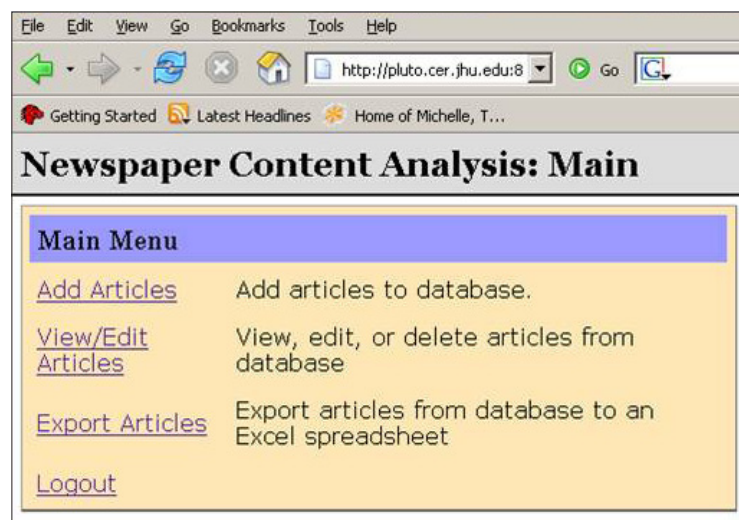 File Edit View Go Bookmarks Tools Help
http://pluto.cer.jhu.edu:8 Go G
Getting Started Latest Headlines Home of Michelle, T...
Newspaper Content Analysis: Main
Main Menu
Add Articles Add articles to database.
View/Edit View, edit, or delete articles from
Articles database
Export Articles Export articles from database to an
Excel spreadsheet
Logout